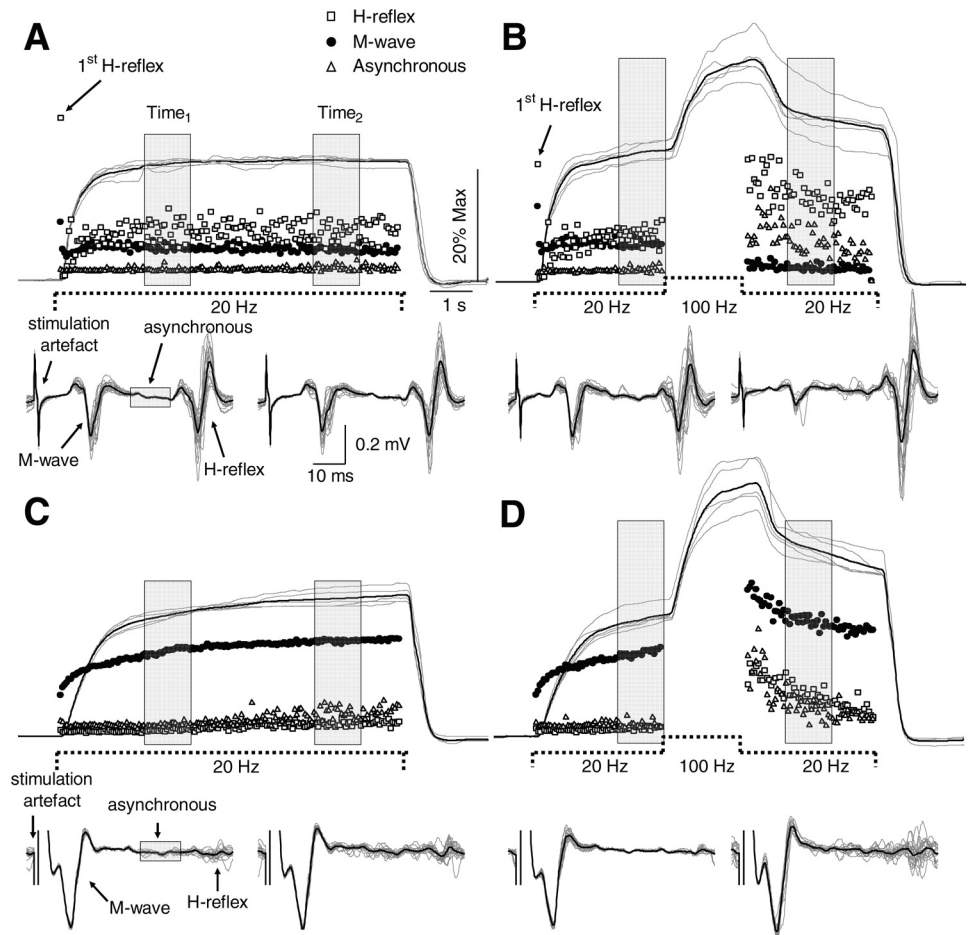 A
H-reflex
M-wave
Asynchronous
1st H-reflex
Time1
Time2
20% Max
20 Hz
1 s
B
1st H-reflex
20 Hz
100 Hz
20 Hz
stimulation
artefact
asynchronous
M-wave
H-reflex
0.2 mV
10 ms
C
20 Hz
D
20 Hz
100 Hz
20 Hz
stimulation
artefact
asynchronous
M-wave
H-reflex